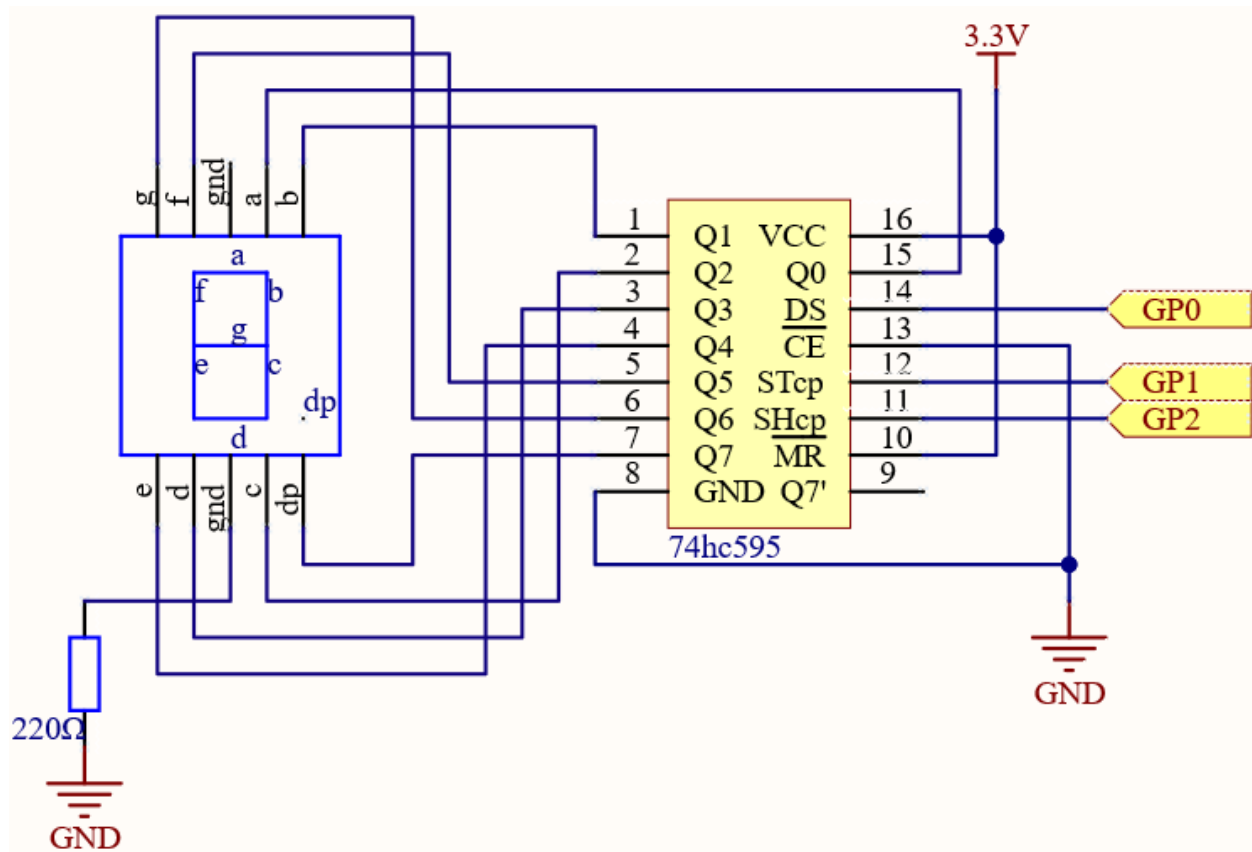 3.3V
g f gnd a b
a
f b
g
e c
dp
d
e d gnd c dp
220Ω
GND
1 Q1 VCC 16
2 Q2 Q0 15
3 Q3 DS 14 GP0
4 Q4 CE 13
5 Q5 STcp 12 GP1
6 Q6 SHcp 11 GP2
7 Q7 MR 10
8 GND Q7' 9
74hc595
GND